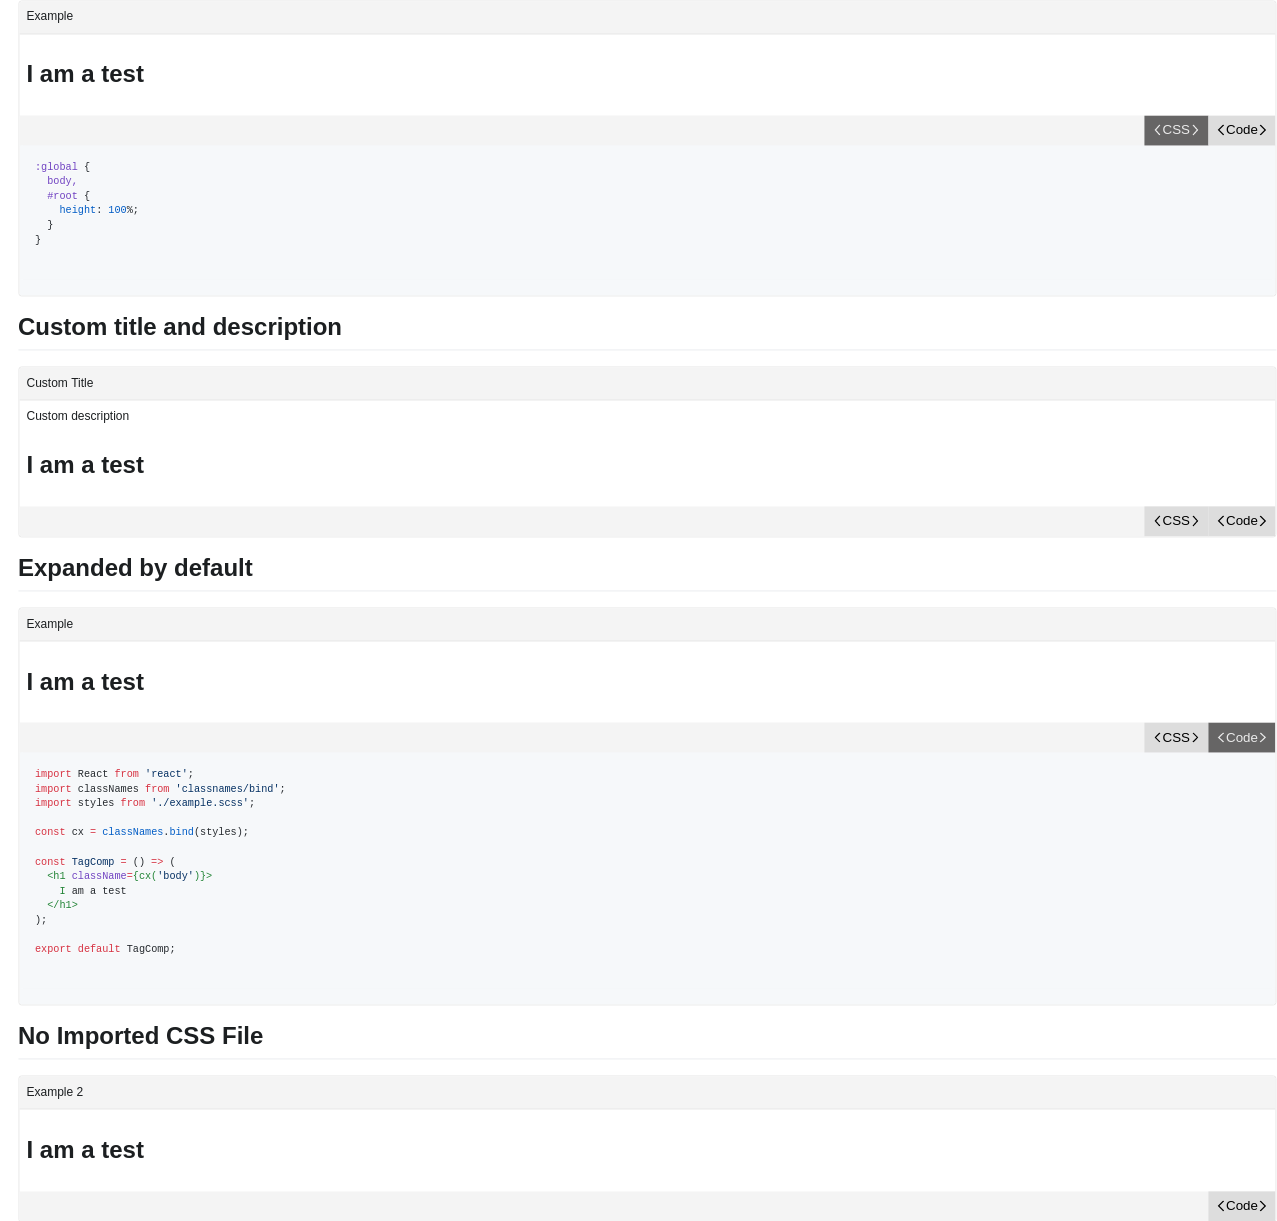 Example
I am a test
CSS Code
:global {
  body,
  #root {
    height: 100%;
  }
}
Custom title and description
Custom Title
Custom description
I am a test
CSS Code
Expanded by default
Example
I am a test
CSS Code
import React from 'react';
import classNames from 'classnames/bind';
import styles from './example.scss';
const cx = classNames.bind(styles);
const TagComp = () => (
  <h1 className={cx('body')}>
    I am a test
  </h1>
);
export default TagComp;
No Imported CSS File
Example 2
I am a test
Code